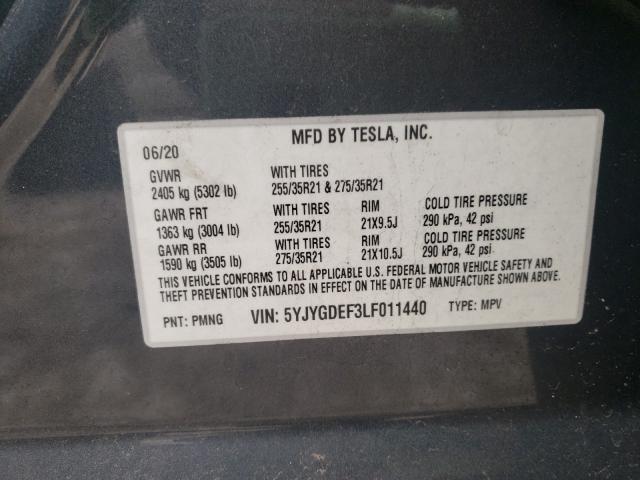 MFD BY TESLA, INC.
06/20
GVWR WITH TIRES
2405 kg (5302 lb) 255/35R21 & 275/35R21
GAWR FRT WITH TIRES RIM COLD TIRE PRESSURE
1363 kg (3004 lb) 255/35R21 21X9.5J 290 kPa, 42 psi
GAWR RR WITH TIRES RIM COLD TIRE PRESSURE
1590 kg (3505 lb) 275/35R21 21X10.5J 290 kPa, 42 psi
THIS VEHICLE CONFORMS TO ALL APPLICABLE U.S. FEDERAL MOTOR VEHICLE SAFETY AND
THEFT PREVENTION STANDARDS IN EFFECT ON THE DATE OF MANUFACTURE SHOWN ABOVE.
PNT: PMNG VIN: 5YJYGDEF3LF011440 TYPE: MPV